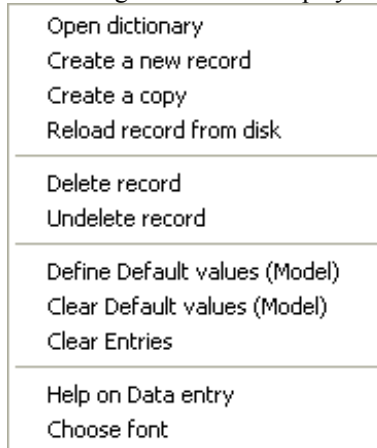 Open dictionary
Create a new record
Create a copy
Reload record from disk
Delete record
Undelete record
Define Default values (Model)
Clear Default values (Model)
Clear Entries
Help on Data entry
Choose font